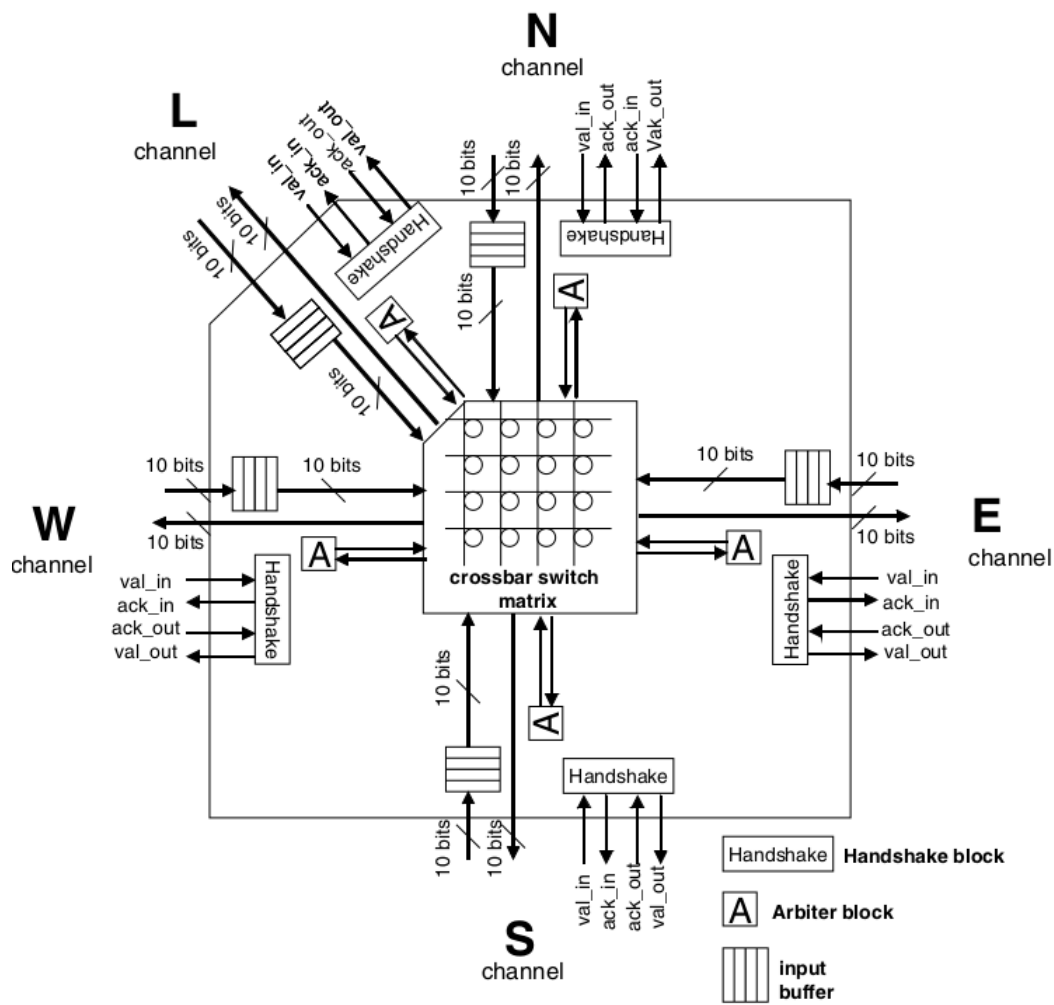 N
channel
L
channel
val_in
ack_in
ack_out
val_out
Handshake
10 bits
10 bits
10 bits
A
10 bits
10 bits
10 bits
val_in
ack_out
ack_in
Vak_out
Handshake
A
W
channel
10 bits
10 bits
10 bits
A
val_in
ack_in
ack_out
val_out
Handshake
crossbar switch
matrix
E
channel
10 bits
10 bits
10 bits
A
val_in
ack_in
ack_out
val_out
Handshake
10 bits
10 bits
10 bits
A
Handshake
val_in
ack_in
ack_out
val_out
S
channel
Handshake Handshake block
A Arbiter block
input
buffer